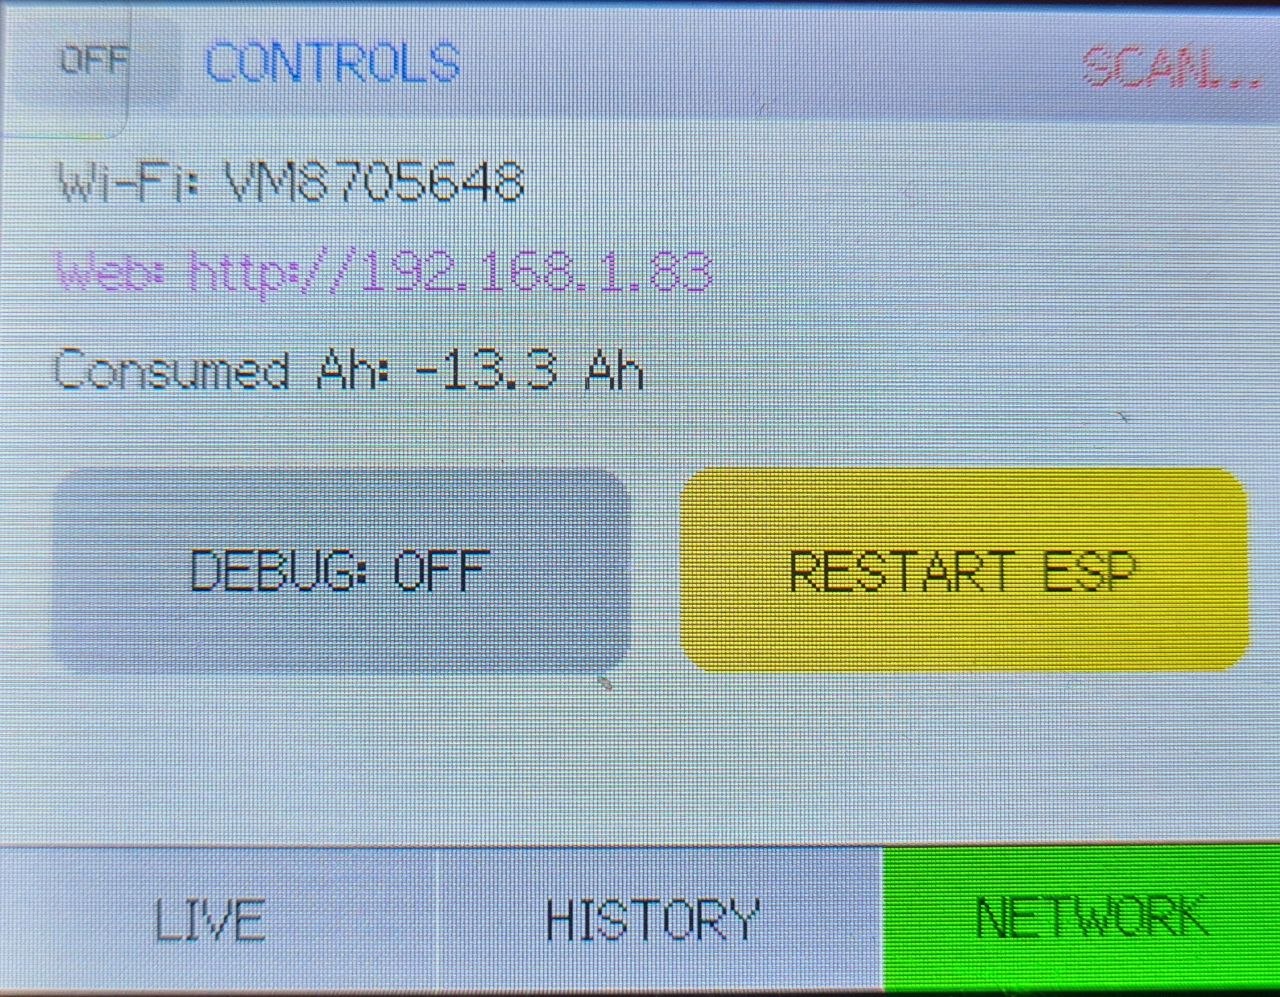 OFF CONTROLS SCAN...
Wi-Fi: VM8705648
Web: http://192.168.1.83
Consumed Ah: -13.3 Ah
DEBUG: OFF RESTART ESP
LIVE HISTORY NETWORK